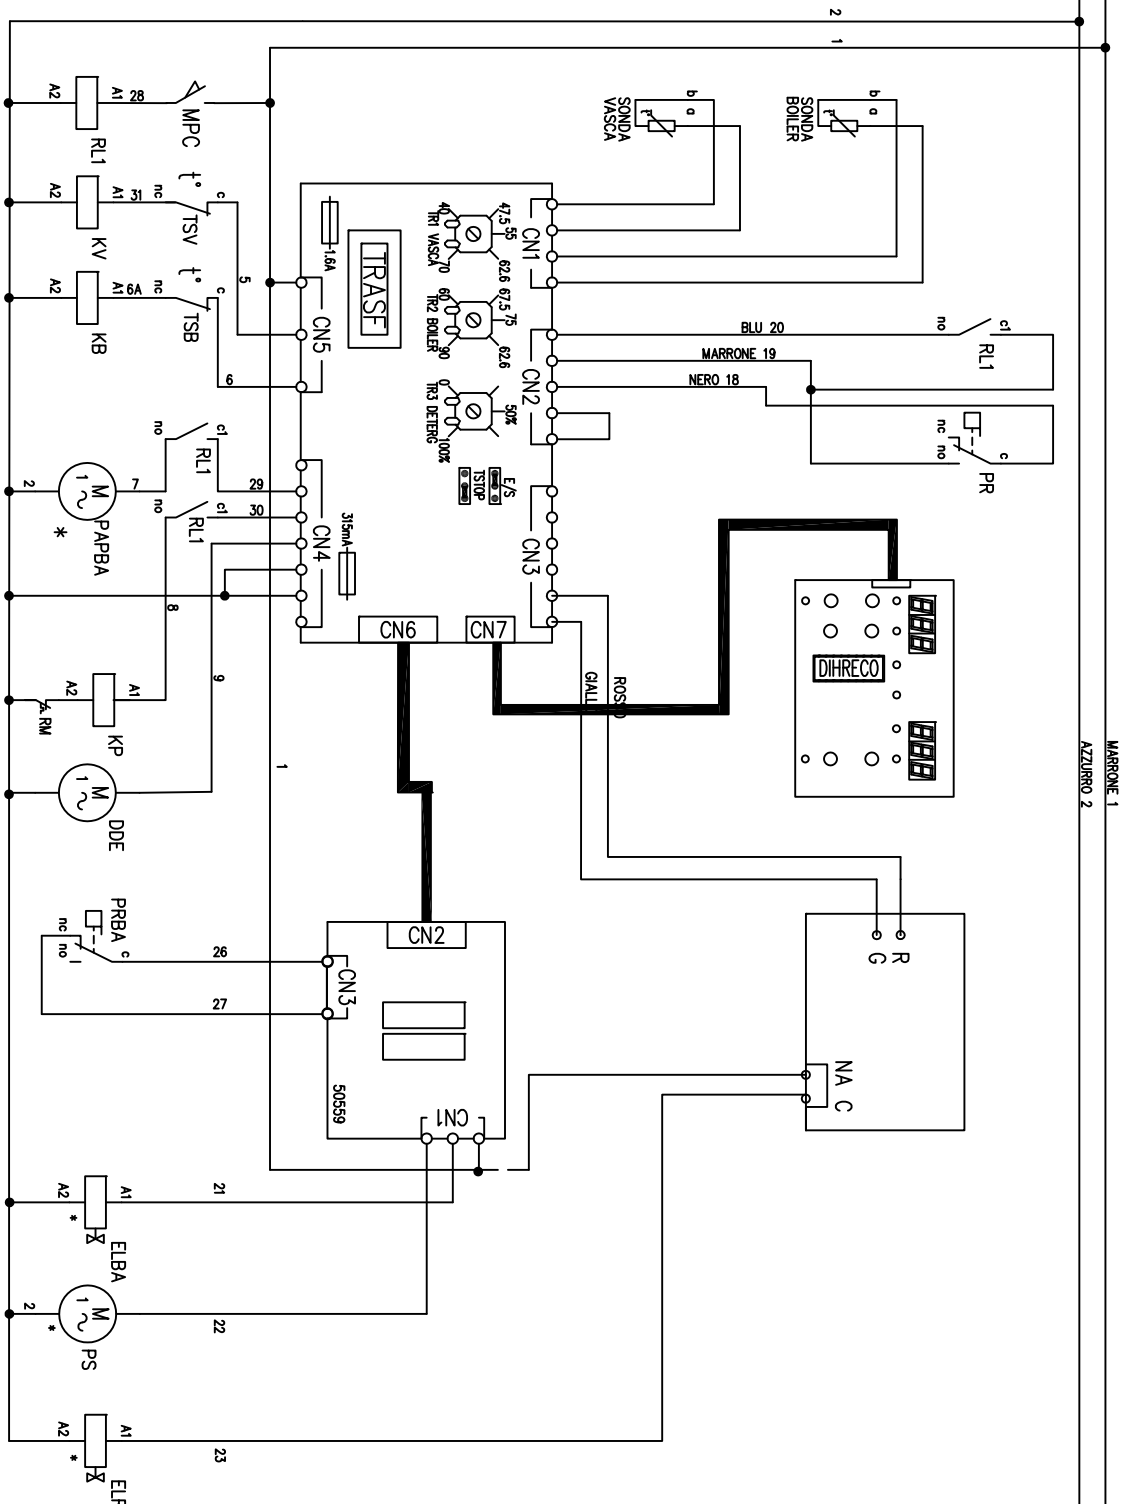 2
1
MARRONE 1
AZZURRO 2
b a
SONDA
BOILER
t°
b a
SONDA
VASCA
t°
A2
A1 28
MPC
RL1
A2
A1 31
nc
t°
c
TSV
KV
A2
A1 6A
nc
t°
c
TSB
KB
5
6
1.6A
TRASF
CN5
40
47.5
55
62.6
70
TR1 VASCA
60
67.5
75
62.6
90
TR2 BOILER
0
50%
100%
TR3 DETERG
E/S
TSTOP
CN1
CN2
CN3
BLU 20
MARRONE 19
NERO 18
no
c1
RL1
nc
no
c
PR
no
c1
RL1
29
30
7
2
M
1
PAPBA
*
no
c1
RL1
CN4
315mA
CN6
CN7
8
9
A2
A1
RM
KP
M
1
DDE
1
ROSSO
GIALL
DIHRECO
R
G
NA C
PRBA
nc
no
c
26
27
CN2
CN3
50559
CN1
A2
A1
*
ELBA
21
2
M
1
*
PS
22
A2
A1
*
23